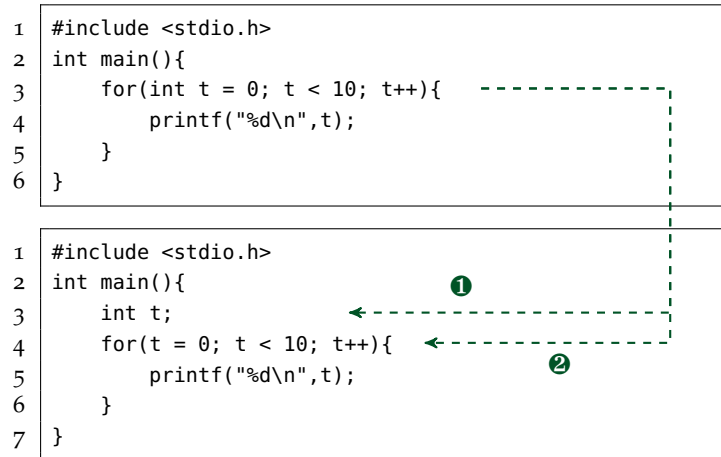 1 #include <stdio.h>
2 int main(){
3     for(int t = 0; t < 10; t++){
4         printf("%d\n",t);
5     }
6 }
1 #include <stdio.h>
2 int main(){ ❶
3     int t;
4     for(t = 0; t < 10; t++){
5         printf("%d\n",t); ❷
6     }
7 }